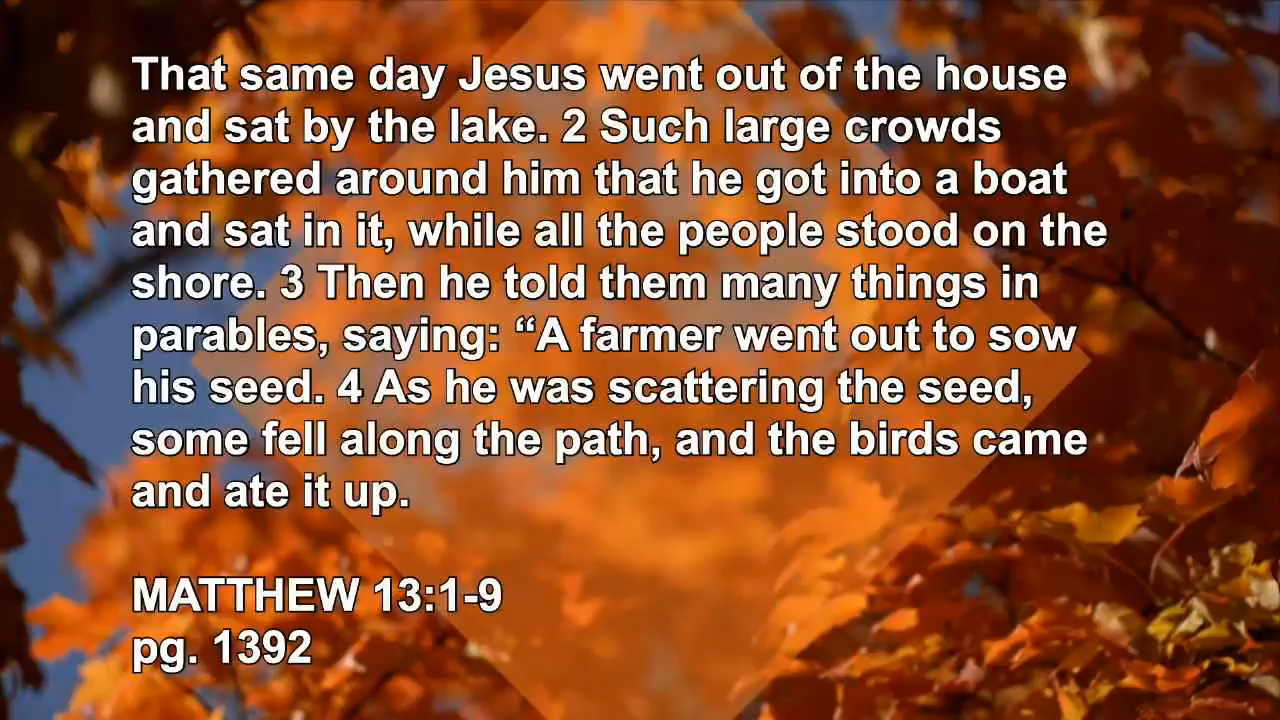 That same day Jesus went out of the house
and sat by the lake. 2 Such large crowds
gathered around him that he got into a boat
and sat in it, while all the people stood on the
shore. 3 Then he told them many things in
parables, saying: “A farmer went out to sow
his seed. 4 As he was scattering the seed,
some fell along the path, and the birds came
and ate it up.
MATTHEW 13:1-9
pg. 1392